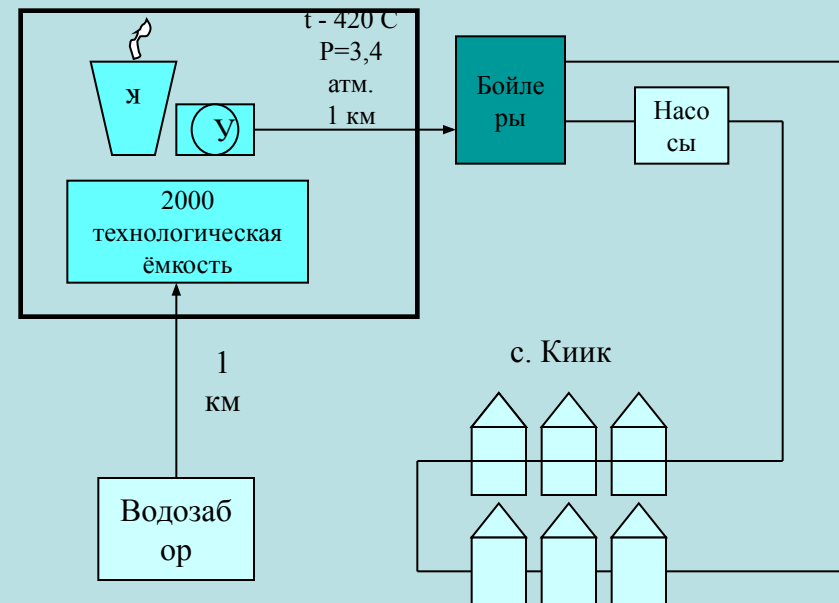 t - 420 С
Р=3,4
атм.
1 км
К
У
Бойле
ры
Насо
сы
2000
технологическая
ёмкость
1
км
с. Киик
Водозаб
ор